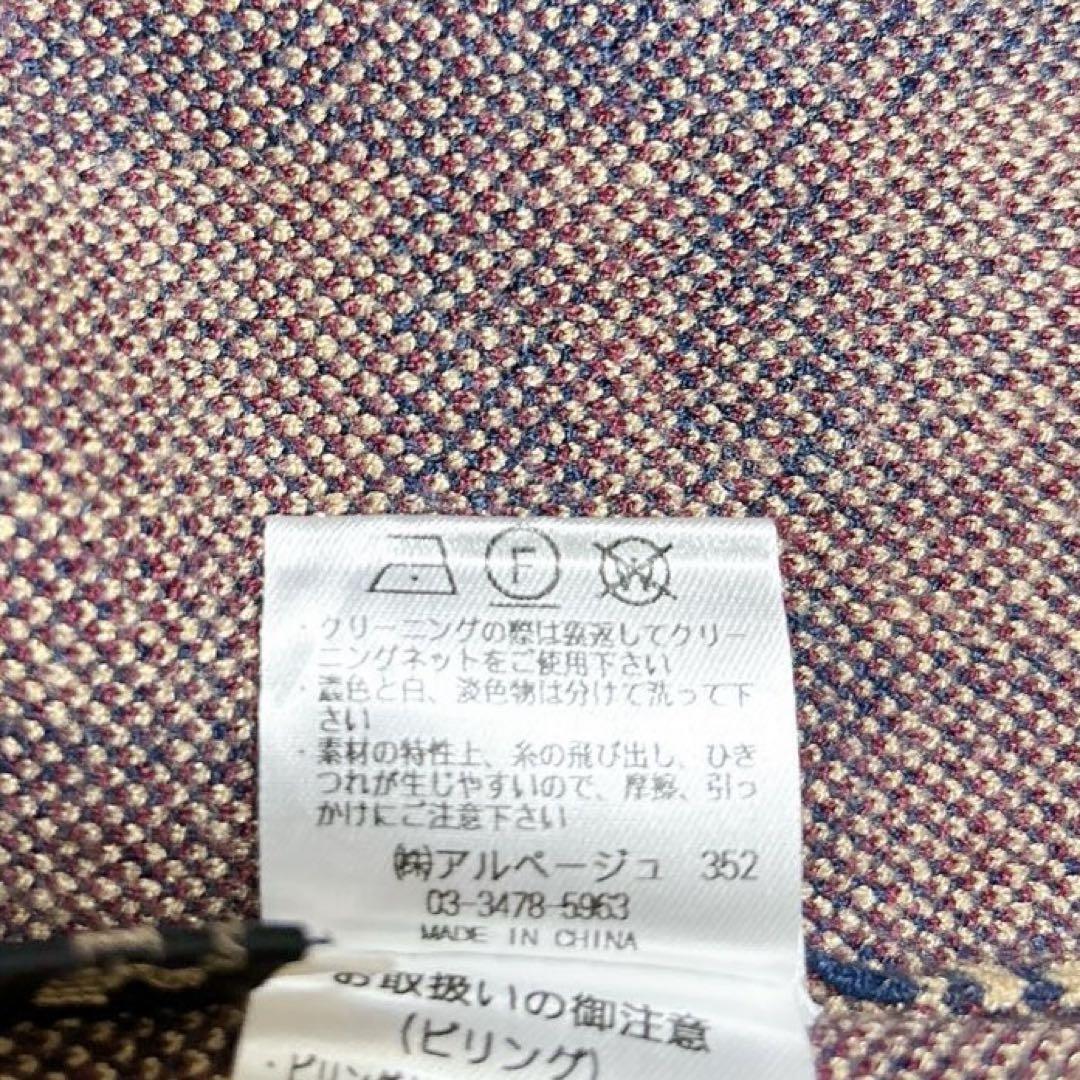 F
W
・クリーニングの際は裏返してクリー
ニングネットをご使用下さい
・濃色と白、淡色物は分けて洗って下
さい
・素材の特性上、糸の飛び出し、ひき
つれが生じやすいので、摩擦、引っ
かけにご注意下さい
㈱アルページュ 352
03-3478-5963
MADE IN CHINA
お取扱いの御注意
(ピリング)